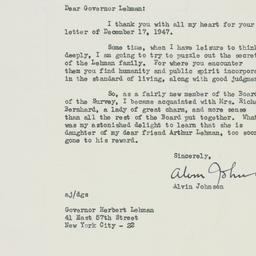 Dear Governor Lehman:
I thank you with all my heart for your
letter of December 17, 1947.
Some time, when I have leisure to think
deeply, I am going to try to puzzle out the secret
of the Lehman family. For where you encounter
them you find humanity and public spirit incorpora
in the standard of living, along with good judgme
So, as a fairly new member of the Board
of the Survey, I became acquainted with Mrs. Rich
Bernhard, a lady of great charm, and more sense
than all the rest of the Board put together. What
was my astonished delight to learn that she is
daughter of my dear friend Arthur Lehman, too soon
gone to his reward.
Sincerely,
Alvin Johns
Alvin Johnson
aj/dgs
Governor Herbert Lehman
41 East 57th Street
New York City - 22